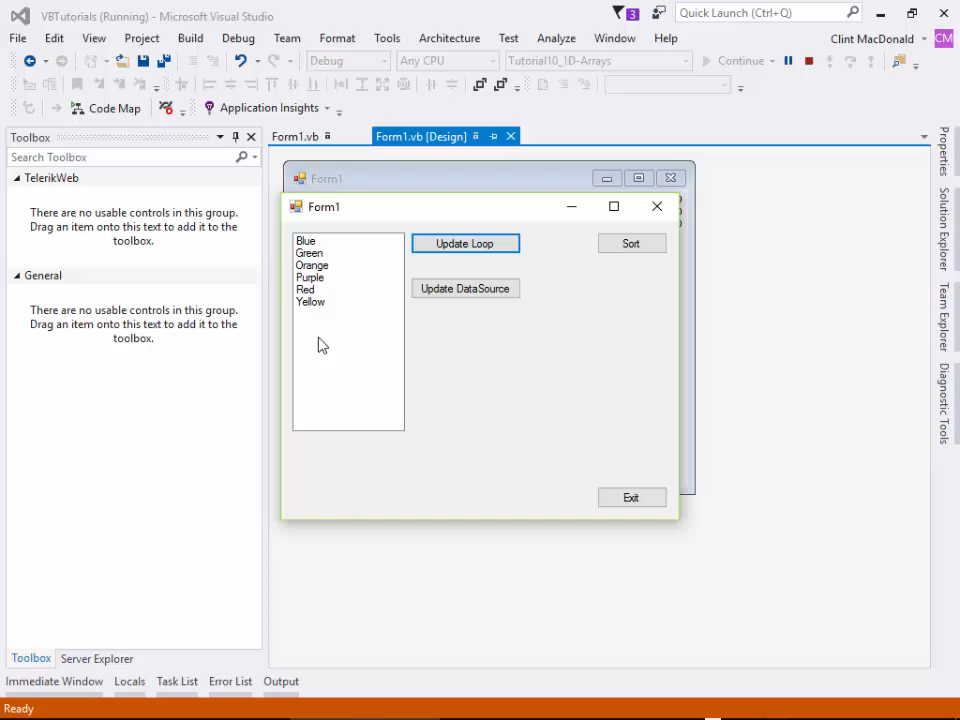 VBTutorials (Running) - Microsoft Visual Studio
3
Quick Launch (Ctrl+Q)
File Edit View Project Build Debug Team Format Tools Architecture Test Analyze Window Help
Clint MacDonald
CM
Debug
Any CPU
Tutorial10_1D-Arrays
Continue
Code Map
Application Insights
Toolbox
Search Toolbox
TelerikWeb
There are no usable controls in this group.
Drag an item onto this text to add it to the
toolbox.
General
There are no usable controls in this group.
Drag an item onto this text to add it to the
toolbox.
Toolbox
Server Explorer
Form1.vb
Form1.vb [Design]
Form1
Form1
Blue
Green
Orange
Purple
Red
Yellow
Update Loop
Sort
Update DataSource
Exit
Properties
Solution Explorer
Team Explorer
Diagnostic Tools
Immediate Window Locals Task List Error List Output
Ready